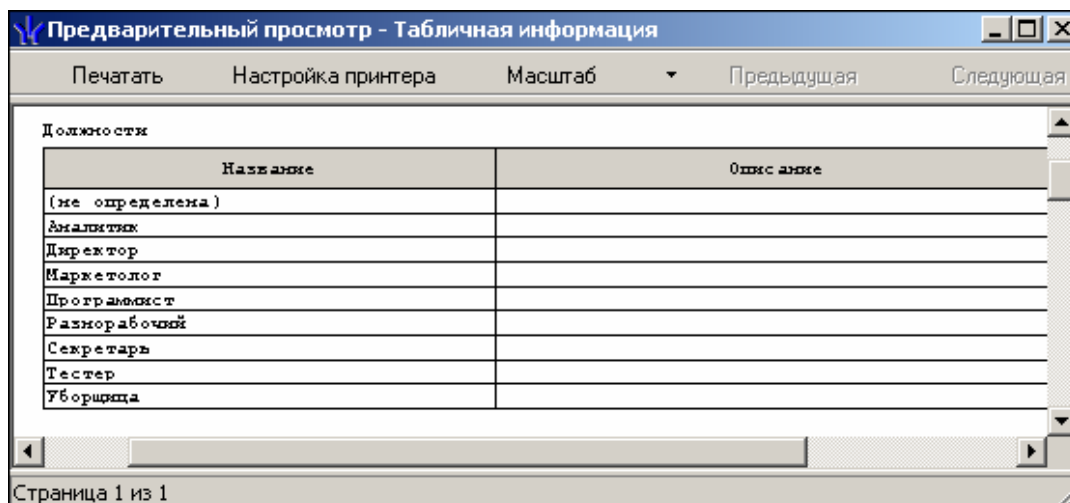 Предварительный просмотр - Табличная информация
Печатать Настройка принтера Масштаб Предыдущая Следующая
Должности
Название Описание
(не определена)
Аналитик
Директор
Маркетолог
Программист
Разнорабочий
Секретарь
Тестер
Уборщица
Страница 1 из 1